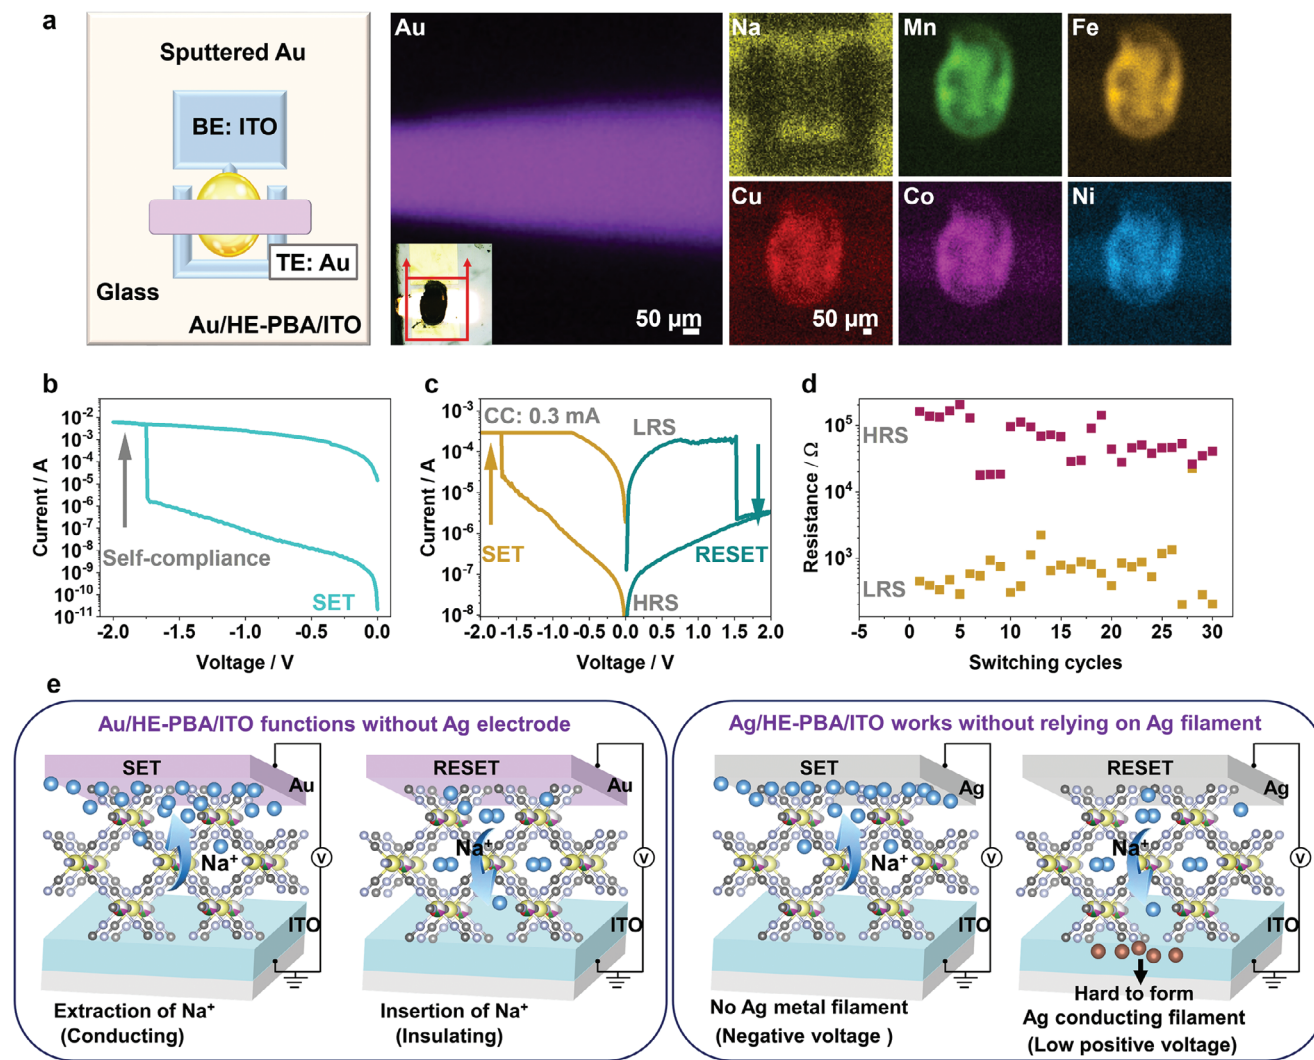 a
Sputtered Au
BE: ITO
TE: Au
Glass
Au/HE-PBA/ITO
Au
50 µm
Na
Mn
Fe
Cu
50 µm
Co
Ni
b
Current / A
10⁻²
10⁻³
10⁻⁴
10⁻⁵
10⁻⁶
10⁻⁷
10⁻⁸
10⁻⁹
10⁻¹⁰
10⁻¹¹
Self-compliance
SET
-2.0 -1.5 -1.0 -0.5 0.0
Voltage / V
c
Current / A
10⁻³
10⁻⁴
10⁻⁵
10⁻⁶
10⁻⁷
10⁻⁸
CC: 0.3 mA
LRS
SET
RESET
HRS
-2.0 -1.5 -1.0 -0.5 0.0 0.5 1.0 1.5 2.0
Voltage / V
d
Resistance / Ω
10⁵
10⁴
10³
HRS
LRS
-5 0 5 10 15 20 25 30
Switching cycles
e
Au/HE-PBA/ITO functions without Ag electrode
SET
Au
Na⁺
ITO
V
Extraction of Na⁺
(Conducting)
RESET
Au
Na⁺
ITO
V
Insertion of Na⁺
(Insulating)
Ag/HE-PBA/ITO works without relying on Ag filament
SET
Ag
Na⁺
ITO
V
No Ag metal filament
(Negative voltage )
RESET
Ag
Na⁺
ITO
V
Hard to form
Ag conducting filament
(Low positive voltage)